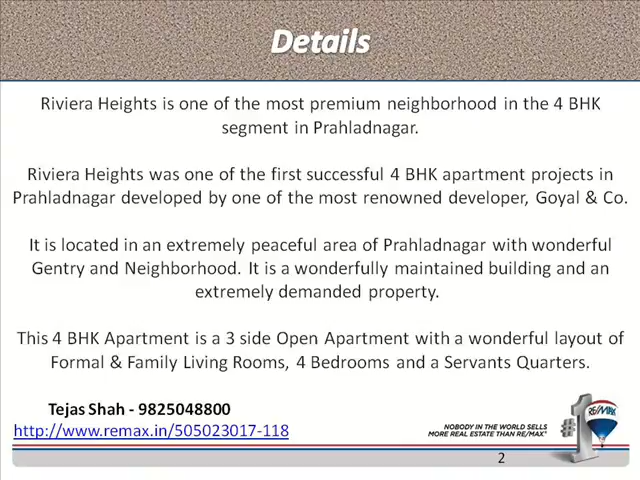 Details
Riviera Heights is one of the most premium neighborhood in the 4 BHK
segment in Prahladnagar.
Riviera Heights was one of the first successful 4 BHK apartment projects in
Prahladnagar developed by one of the most renowned developer, Goyal & Co.
It is located in an extremely peaceful area of Prahladnagar with wonderful
Gentry and Neighborhood. It is a wonderfully maintained building and an
extremely demanded property.
This 4 BHK Apartment is a 3 side Open Apartment with a wonderful layout of
Formal & Family Living Rooms, 4 Bedrooms and a Servants Quarters.
Tejas Shah - 9825048800
http://www.remax.in/505023017-118
NOBODY IN THE WORLD SELLS
MORE REAL ESTATE THAN RE/MAX®
#1
RE/MAX
2